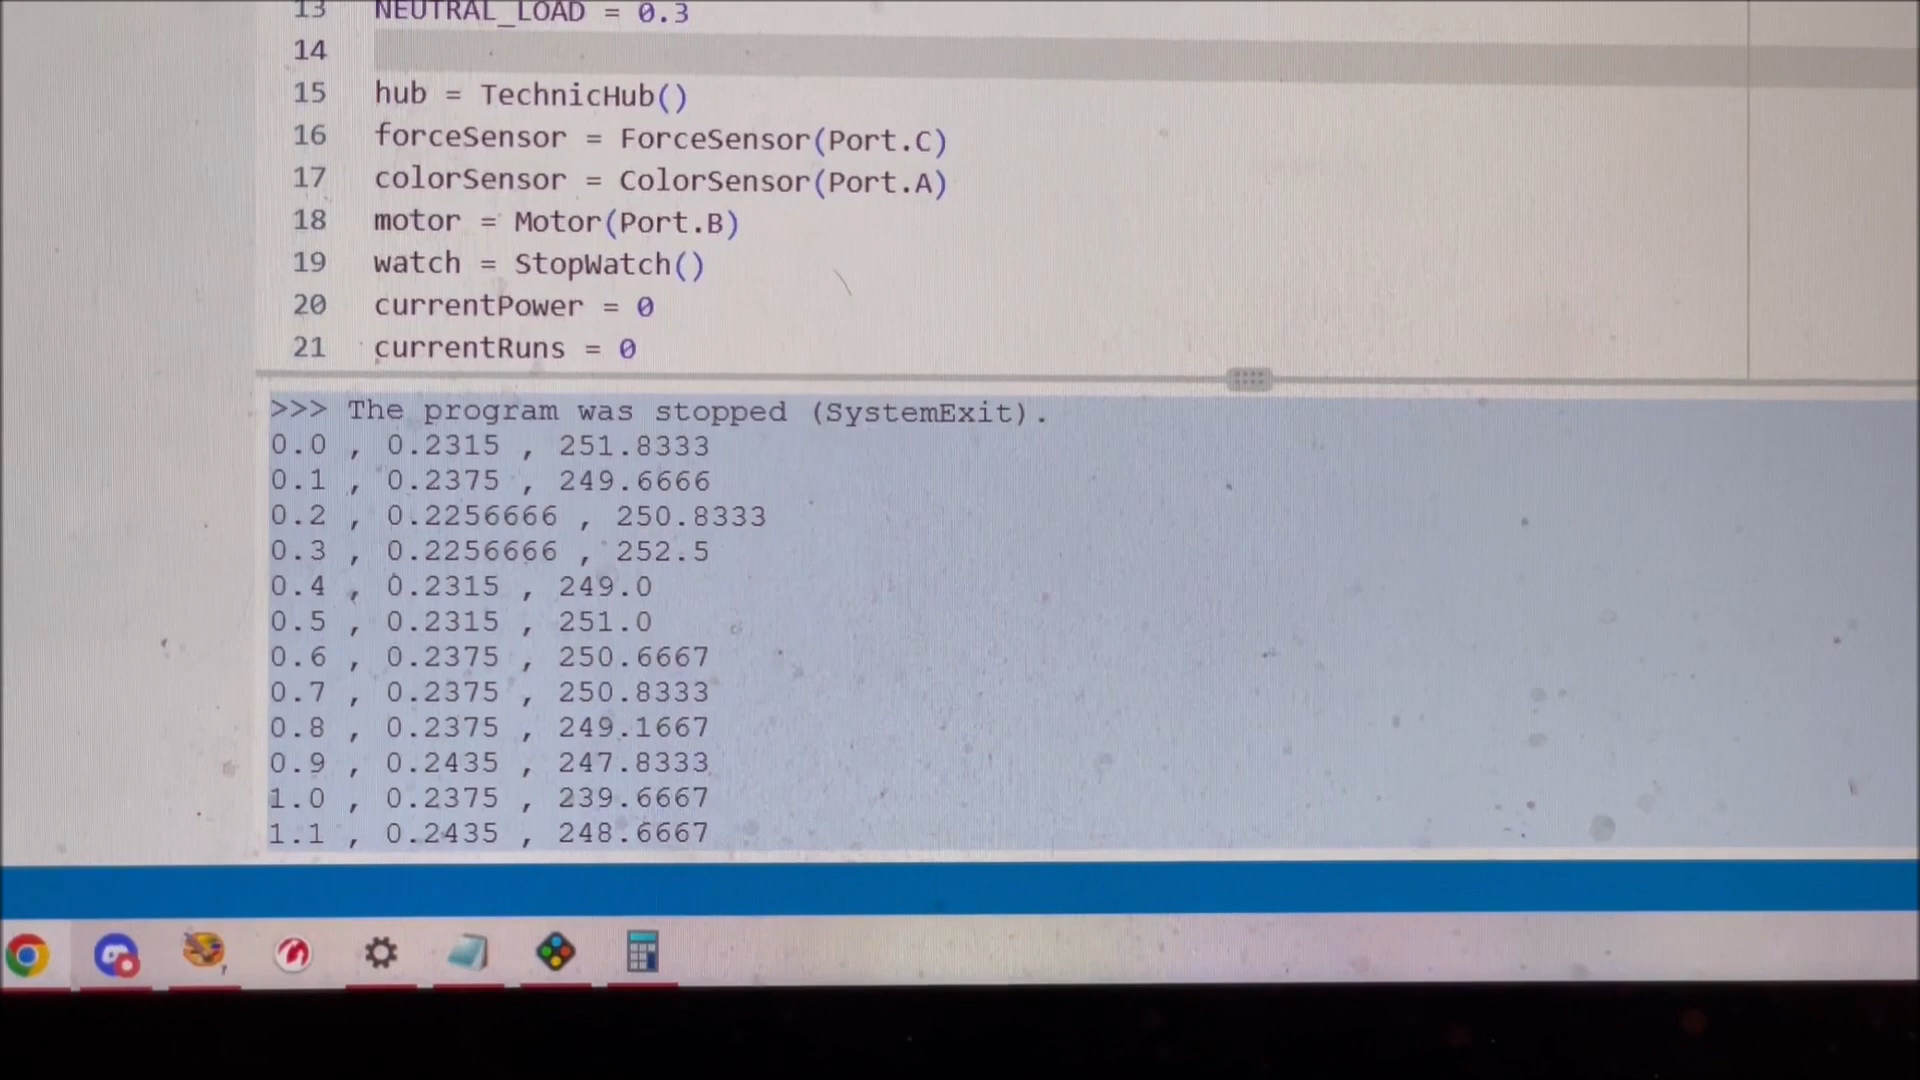 13 NEUTRAL_LOAD = 0.3
14
15 hub = TechnicHub()
16 forceSensor = ForceSensor(Port.C)
17 colorSensor = ColorSensor(Port.A)
18 motor = Motor(Port.B)
19 watch = StopWatch()
20 currentPower = 0
21 currentRuns = 0
>>> The program was stopped (SystemExit).
0.0 , 0.2315 , 251.8333
0.1 , 0.2375 , 249.6666
0.2 , 0.2256666 , 250.8333
0.3 , 0.2256666 , 252.5
0.4 , 0.2315 , 249.0
0.5 , 0.2315 , 251.0
0.6 , 0.2375 , 250.6667
0.7 , 0.2375 , 250.8333
0.8 , 0.2375 , 249.1667
0.9 , 0.2435 , 247.8333
1.0 , 0.2375 , 239.6667
1.1 , 0.2435 , 248.6667